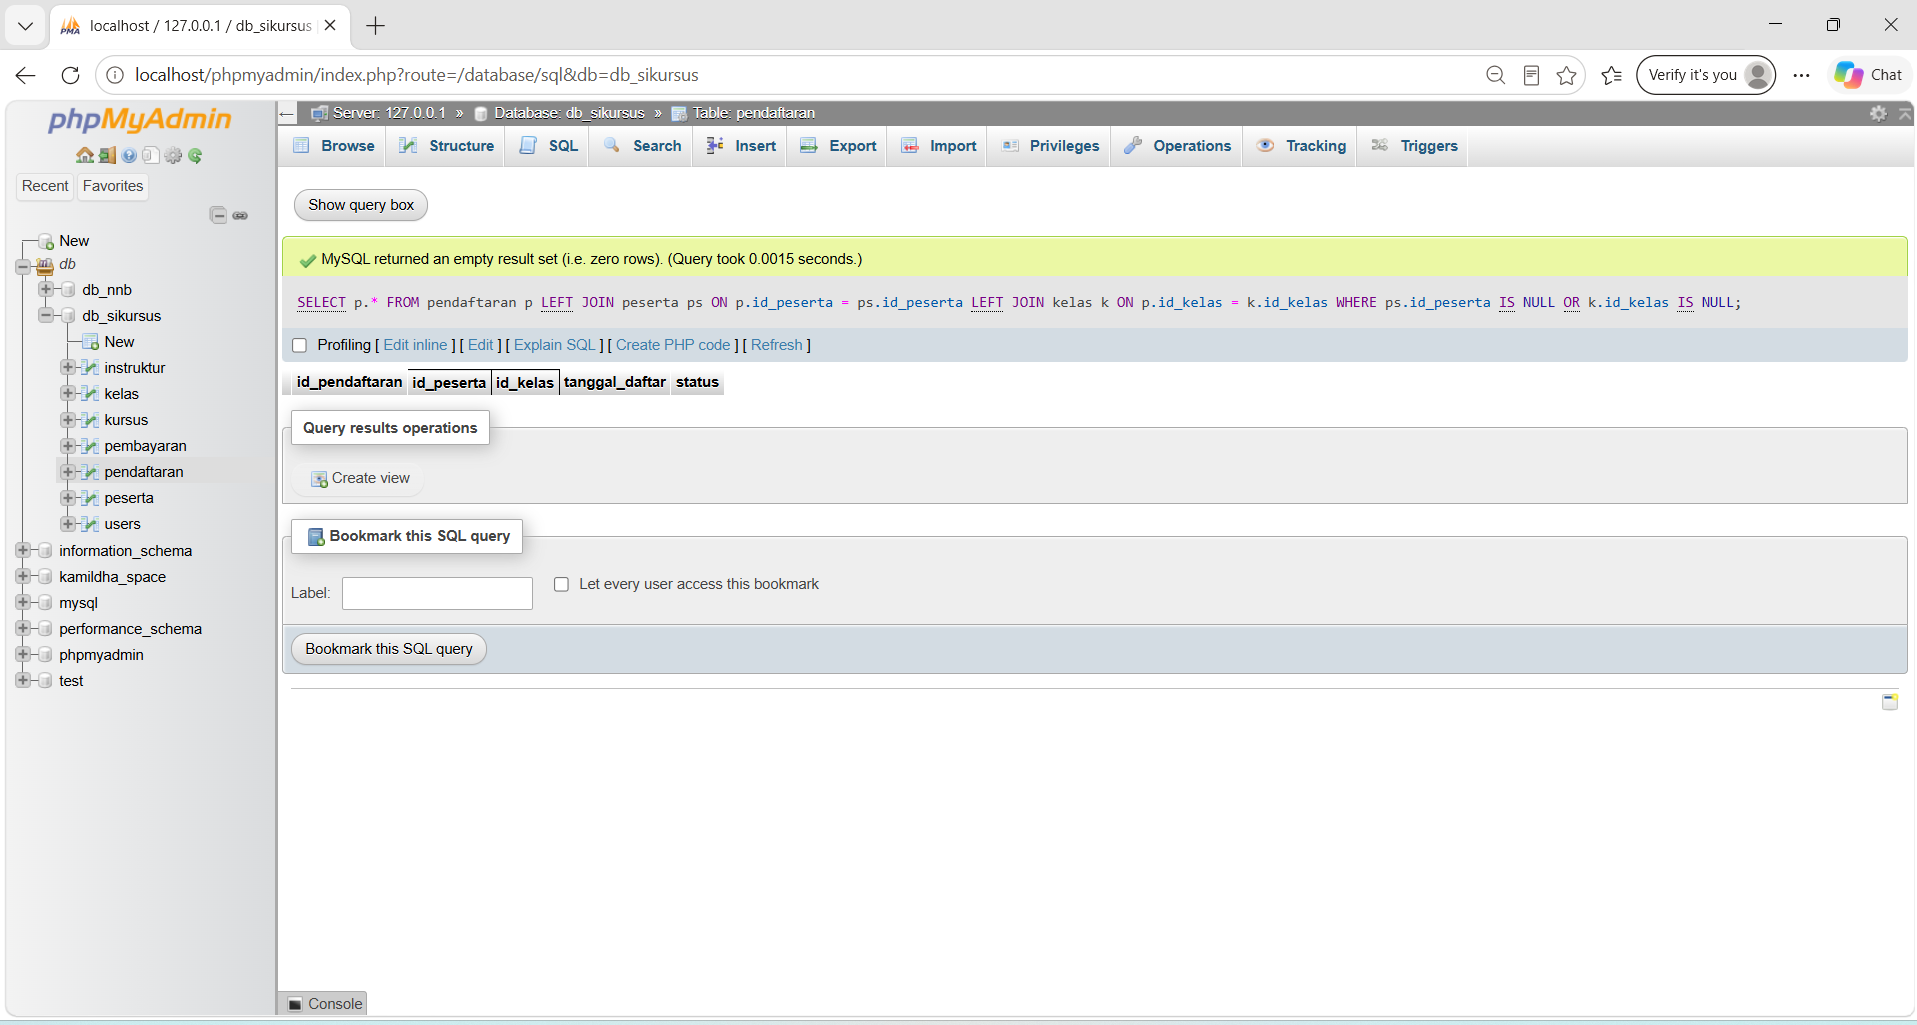 localhost / 127.0.0.1 / db_sikursus
localhost/phpmyadmin/index.php?route=/database/sql&db=db_sikursus
Verify it's you
Chat
phpMyAdmin
Recent
Favorites
New
db
db_nnb
db_sikursus
New
instruktur
kelas
kursus
pembayaran
pendaftaran
peserta
users
information_schema
kamildha_space
mysql
performance_schema
phpmyadmin
test
Server: 127.0.0.1 » Database: db_sikursus » Table: pendaftaran
Browse Structure SQL Search Insert Export Import Privileges Operations Tracking Triggers
Show query box
MySQL returned an empty result set (i.e. zero rows). (Query took 0.0015 seconds.)
SELECT p.* FROM pendaftaran p LEFT JOIN peserta ps ON p.id_peserta = ps.id_peserta LEFT JOIN kelas k ON p.id_kelas = k.id_kelas WHERE ps.id_peserta IS NULL OR k.id_kelas IS NULL;
Profiling [ Edit inline ] [ Edit ] [ Explain SQL ] [ Create PHP code ] [ Refresh ]
id_pendaftaran id_peserta id_kelas tanggal_daftar status
Query results operations
Create view
Bookmark this SQL query
Label:
Let every user access this bookmark
Bookmark this SQL query
Console